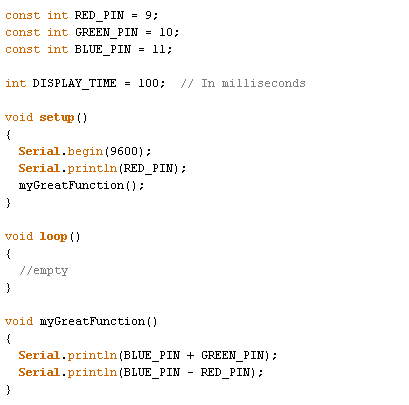 const int RED_PIN = 9;
const int GREEN_PIN = 10;
const int BLUE_PIN = 11;

int DISPLAY_TIME = 100;  // In milliseconds

void setup()
{
  Serial.begin(9600);
  Serial.println(RED_PIN);
  myGreatFunction();
}

void loop()
{
  //empty
}

void myGreatFunction()
{
  Serial.println(BLUE_PIN + GREEN_PIN);
  Serial.println(BLUE_PIN - RED_PIN);
}